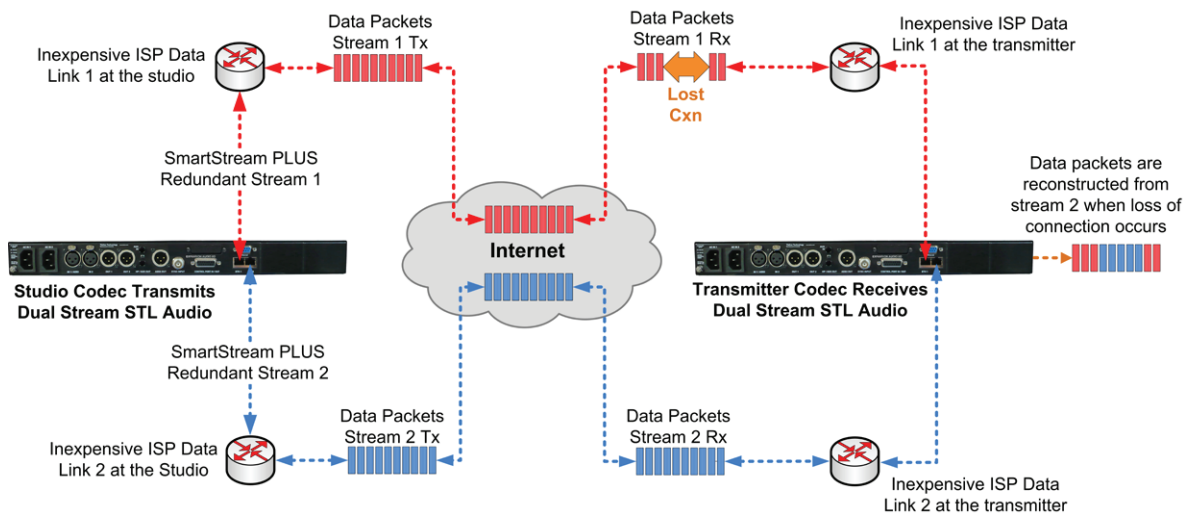 Data Packets
Stream 1 Tx
Data Packets
Stream 1 Rx
Inexpensive ISP Data
Link 1 at the studio
Inexpensive ISP Data
Link 1 at the transmitter
Lost
Cxn
SmartStream PLUS
Redundant Stream 1
Data packets are
reconstructed from
stream 2 when loss of
connection occurs
Internet
Studio Codec Transmits
Dual Stream STL Audio
Transmitter Codec Receives
Dual Stream STL Audio
SmartStream PLUS
Redundant Stream 2
Data Packets
Stream 2 Tx
Data Packets
Stream 2 Rx
Inexpensive ISP Data
Link 2 at the Studio
Inexpensive ISP Data
Link 2 at the transmitter